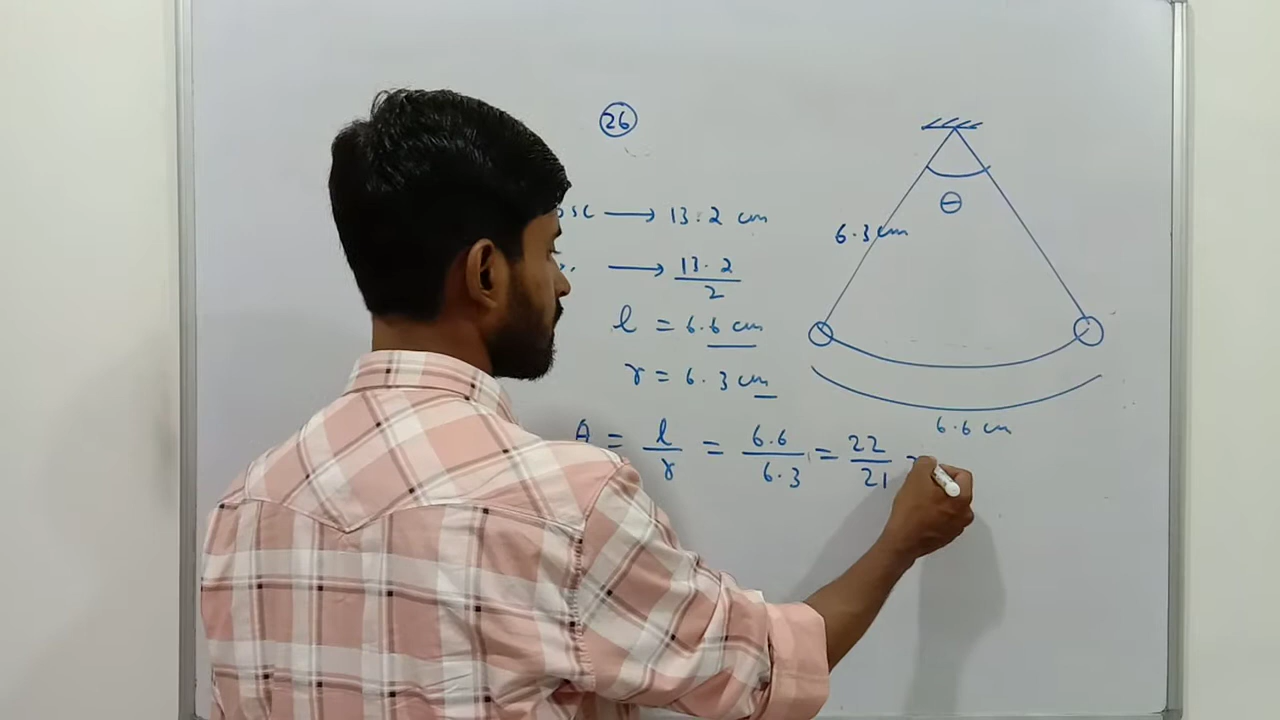 26
osc → 13.2 cm
→ 13.2 / 2
l = 6.6 cm
r = 6.3 cm
θ = l / r = 6.6 / 6.3 = 22 / 21 =
θ
6.3 cm
6.6 cm